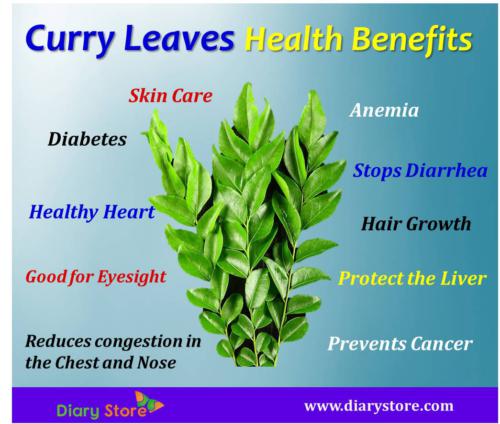 Curry Leaves Health Benefits
Skin Care
Anemia
Diabetes
Stops Diarrhea
Healthy Heart
Hair Growth
Good for Eyesight
Protect the Liver
Reduces congestion in
the Chest and Nose
Prevents Cancer
Diary Store
www.diarystore.com